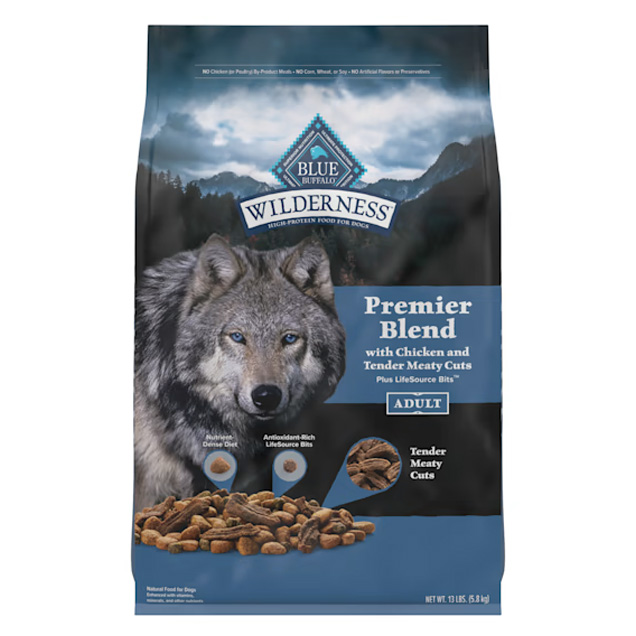 NO Chicken (or Poultry) By-Product Meals • NO Corn, Wheat, or Soy • NO Artificial Flavors or Preservatives
BLUE
BUFFALO
WILDERNESS
HIGH-PROTEIN FOOD FOR DOGS
Premier
Blend
with Chicken and
Tender Meaty Cuts
Plus LifeSource Bits™
ADULT
Nutrient-
Dense Diet
Antioxidant-Rich
LifeSource Bits
Tender
Meaty
Cuts
Natural Food for Dogs
Enhanced with vitamins,
minerals, and other nutrients
NET WT. 13 LBS. (5.8 kg)